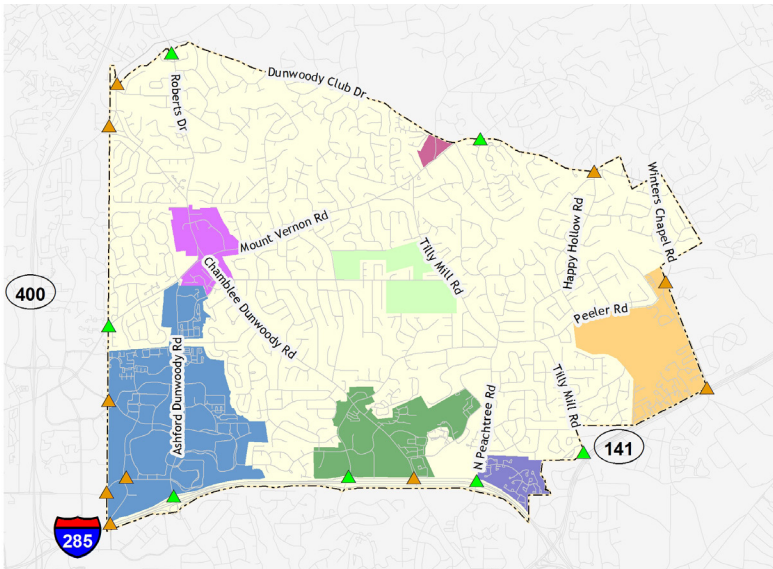 Dunwoody Club Dr
Roberts Dr
Winters Chapel Rd
Mount Vernon Rd
Happy Hollow Rd
Tilly Mill Rd
Chamblee Dunwoody Rd
400
Peeler Rd
Ashford Dunwoody Rd
Tilly Mill Rd
N Peachtree Rd
141
285